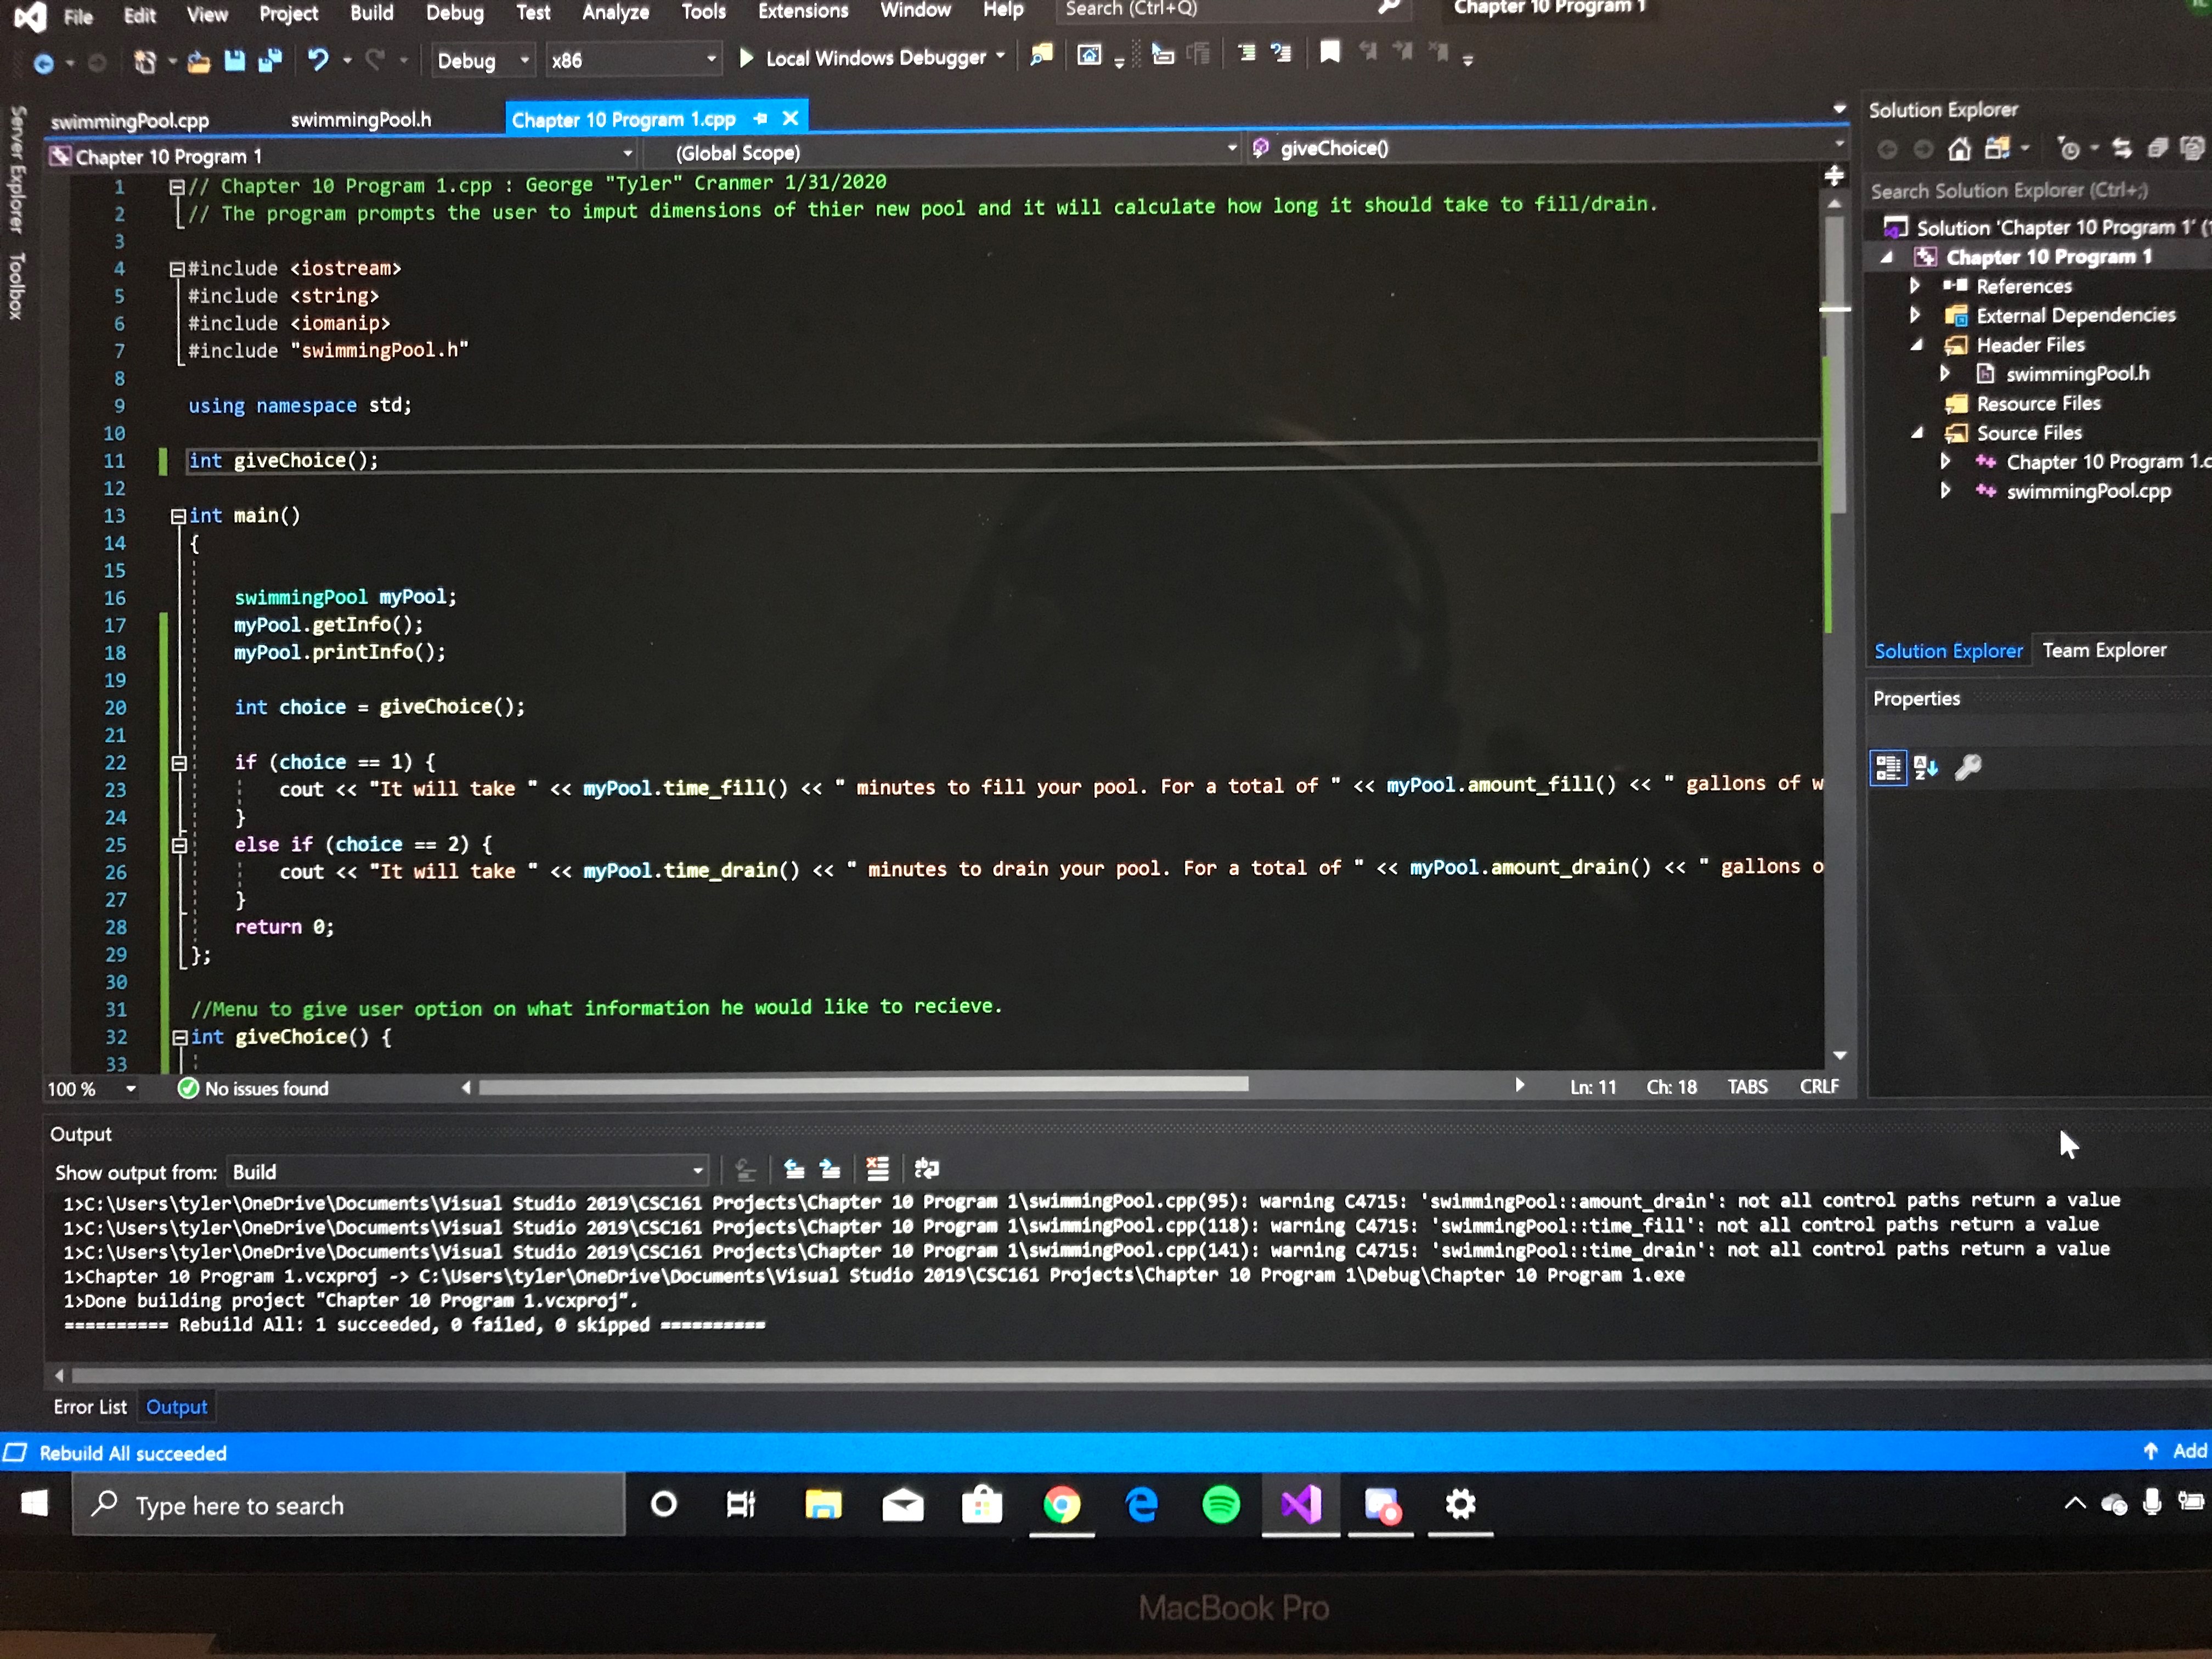 File Edit View Project Build Debug Test Analyze Tools Extensions Window Help Search (Ctrl+Q) Chapter 10 Program 1
Debug x86 Local Windows Debugger
Server Explorer
Toolbox
swimmingPool.cpp swimmingPool.h Chapter 10 Program 1.cpp
Chapter 10 Program 1 (Global Scope) giveChoice()
1 // Chapter 10 Program 1.cpp : George "Tyler" Cranmer 1/31/2020
2 // The program prompts the user to imput dimensions of thier new pool and it will calculate how long it should take to fill/drain.
3
4 #include <iostream>
5 #include <string>
6 #include <iomanip>
7 #include "swimmingPool.h"
8
9 using namespace std;
10
11 int giveChoice();
12
13 int main()
14 {
15
16 swimmingPool myPool;
17 myPool.getInfo();
18 myPool.printInfo();
19
20 int choice = giveChoice();
21
22 if (choice == 1) {
23 cout << "It will take " << myPool.time_fill() << " minutes to fill your pool. For a total of " << myPool.amount_fill() << " gallons of w
24 }
25 else if (choice == 2) {
26 cout << "It will take " << myPool.time_drain() << " minutes to drain your pool. For a total of " << myPool.amount_drain() << " gallons o
27 }
28 return 0;
29 };
30
31 //Menu to give user option on what information he would like to recieve.
32 int giveChoice() {
33
100 % No issues found Ln: 11 Ch: 18 TABS CRLF
Solution Explorer
Search Solution Explorer (Ctrl+;)
Solution 'Chapter 10 Program 1' (
Chapter 10 Program 1
References
External Dependencies
Header Files
swimmingPool.h
Resource Files
Source Files
Chapter 10 Program 1.c
swimmingPool.cpp
Solution Explorer Team Explorer
Properties
Output
Show output from: Build
1>C:\Users\tyler\OneDrive\Documents\Visual Studio 2019\CSC161 Projects\Chapter 10 Program 1\swimmingPool.cpp(95): warning C4715: 'swimmingPool::amount_drain': not all control paths return a value
1>C:\Users\tyler\OneDrive\Documents\Visual Studio 2019\CSC161 Projects\Chapter 10 Program 1\swimmingPool.cpp(118): warning C4715: 'swimmingPool::time_fill': not all control paths return a value
1>C:\Users\tyler\OneDrive\Documents\Visual Studio 2019\CSC161 Projects\Chapter 10 Program 1\swimmingPool.cpp(141): warning C4715: 'swimmingPool::time_drain': not all control paths return a value
1>Chapter 10 Program 1.vcxproj -> C:\Users\tyler\OneDrive\Documents\Visual Studio 2019\CSC161 Projects\Chapter 10 Program 1\Debug\Chapter 10 Program 1.exe
1>Done building project "Chapter 10 Program 1.vcxproj".
========== Rebuild All: 1 succeeded, 0 failed, 0 skipped ==========
Error List Output
Rebuild All succeeded Add
Type here to search
MacBook Pro